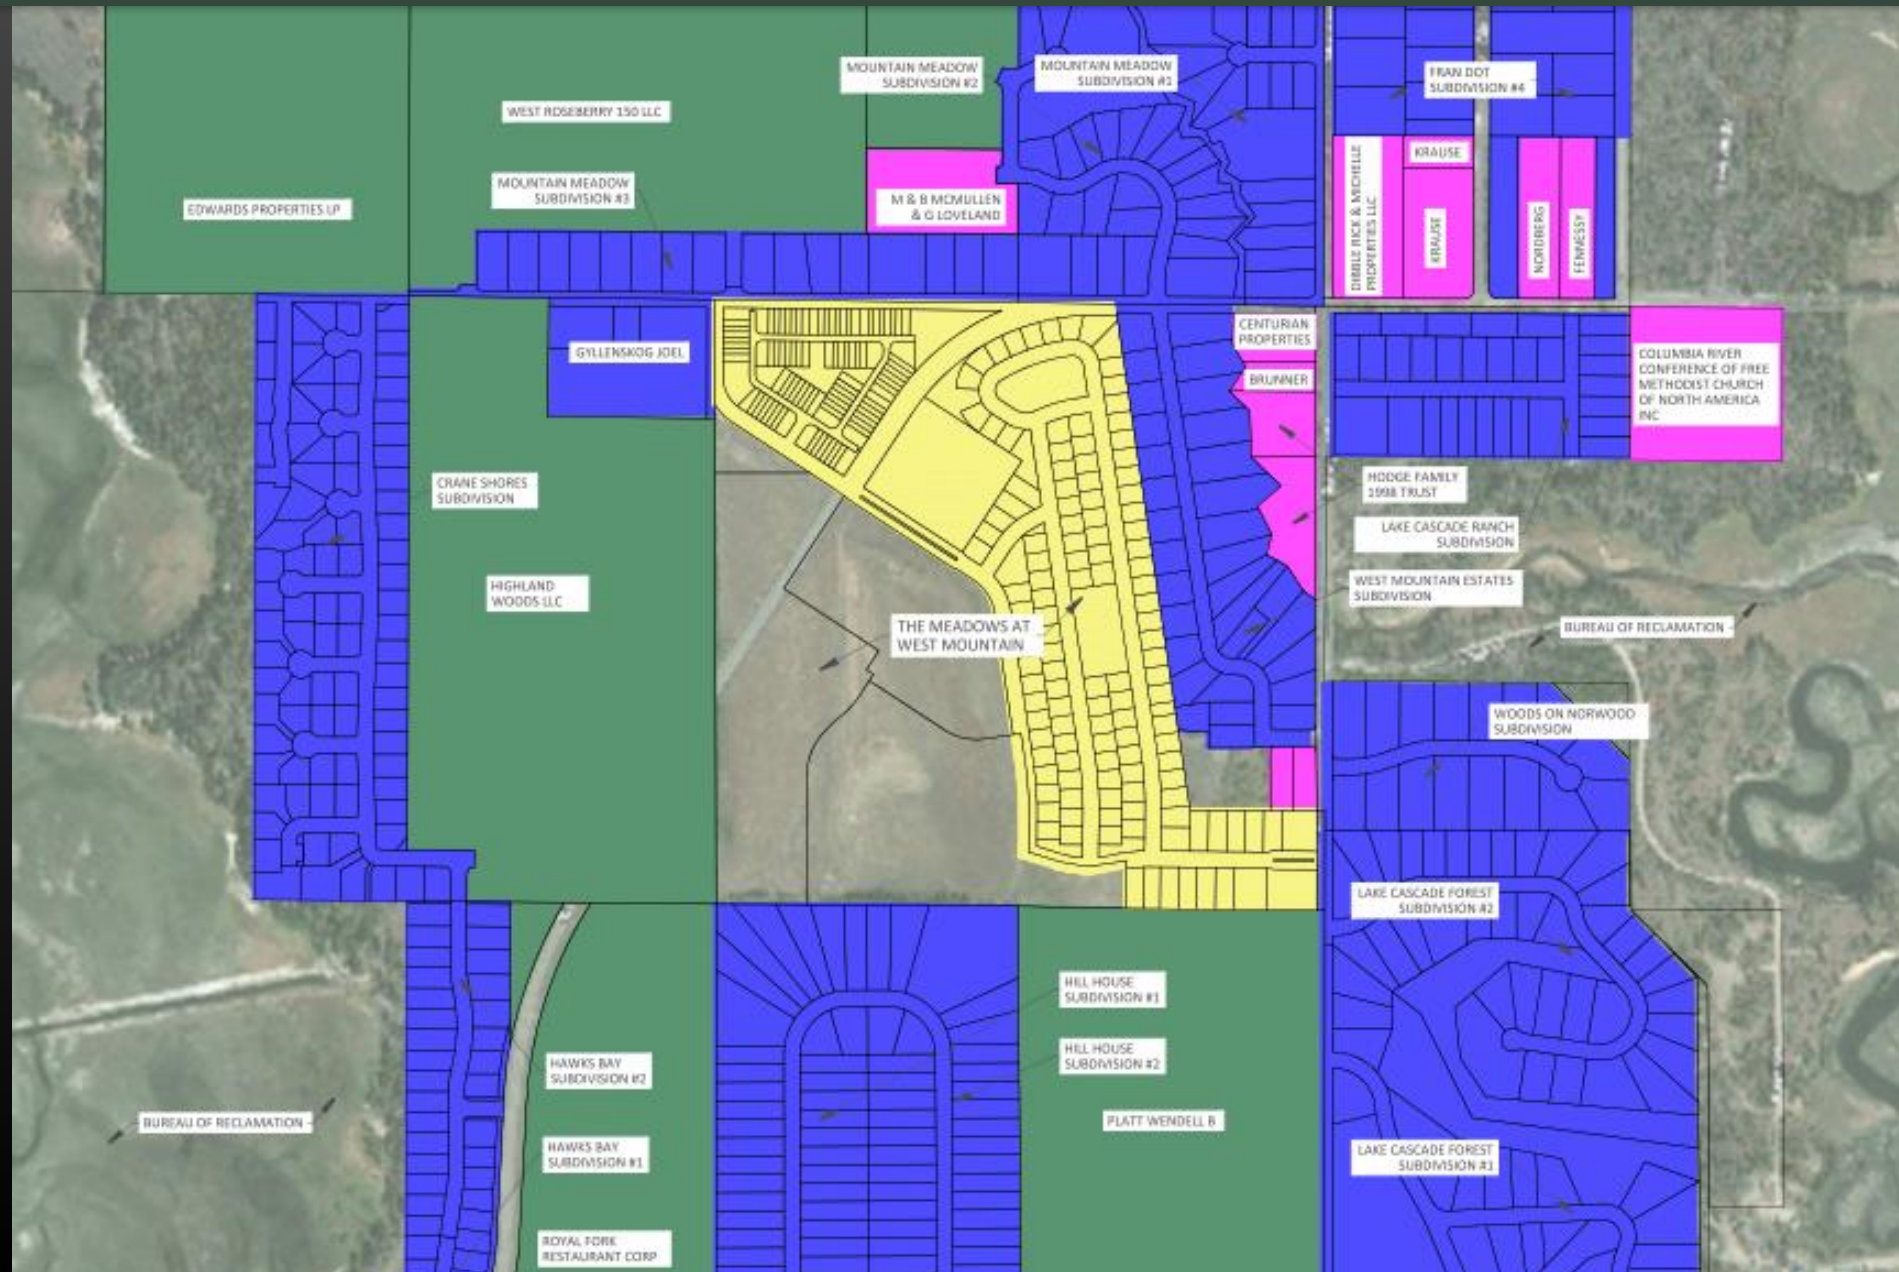 MOUNTAIN MEADOW
SUBDIVISION #2
MOUNTAIN MEADOW
SUBDIVISION #1
FRAN DOT
SUBDIVISION #4
WEST ROSEBERRY 150 LLC
EDWARDS PROPERTIES LP
MOUNTAIN MEADOW
SUBDIVISION #3
M & B MCMULLEN
& G LOVELAND
DIBBLE RICK & MICHELLE
PROPERTIES LLC
KRAUSE
KRAUSE
NORDBERG
FENNESSY
GYLLENSKOG JOEL
CENTURIAN
PROPERTIES
BRUNNER
COLUMBIA RIVER
CONFERENCE OF FREE
METHODIST CHURCH
OF NORTH AMERICA
INC
CRANE SHORES
SUBDIVISION
HODGE FAMILY
1998 TRUST
LAKE CASCADE RANCH
SUBDIVISION
HIGHLAND
WOODS LLC
WEST MOUNTAIN ESTATES
SUBDIVISION
THE MEADOWS AT
WEST MOUNTAIN
BUREAU OF RECLAMATION
WOODS ON NORWOOD
SUBDIVISION
LAKE CASCADE FOREST
SUBDIVISION #2
HILL HOUSE
SUBDIVISION #1
HILL HOUSE
SUBDIVISION #2
HAWKS BAY
SUBDIVISION #2
BUREAU OF RECLAMATION
PLATT WENDELL B
HAWKS BAY
SUBDIVISION #1
LAKE CASCADE FOREST
SUBDIVISION #1
ROYAL FORK
RESTAURANT CORP